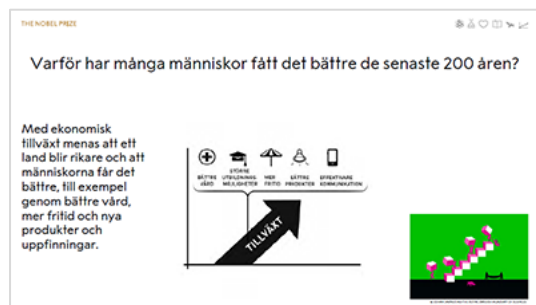 THE NOBEL PRIZE
Varför har många människor fått det bättre de senaste 200 åren?
Med ekonomisk
tillväxt menas att ett
land blir rikare och att
människorna får det
bättre, till exempel
genom bättre vård,
mer fritid och nya
produkter och
uppfinningar.
BÄTTRE
VÅRD
STÖRRE
UTBILDNINGS-
MÖJLIGHETER
MER
FRITID
BÄTTRE
PRODUKTER
EFFEKTIVARE
KOMMUNIKATION
TILLVÄXT